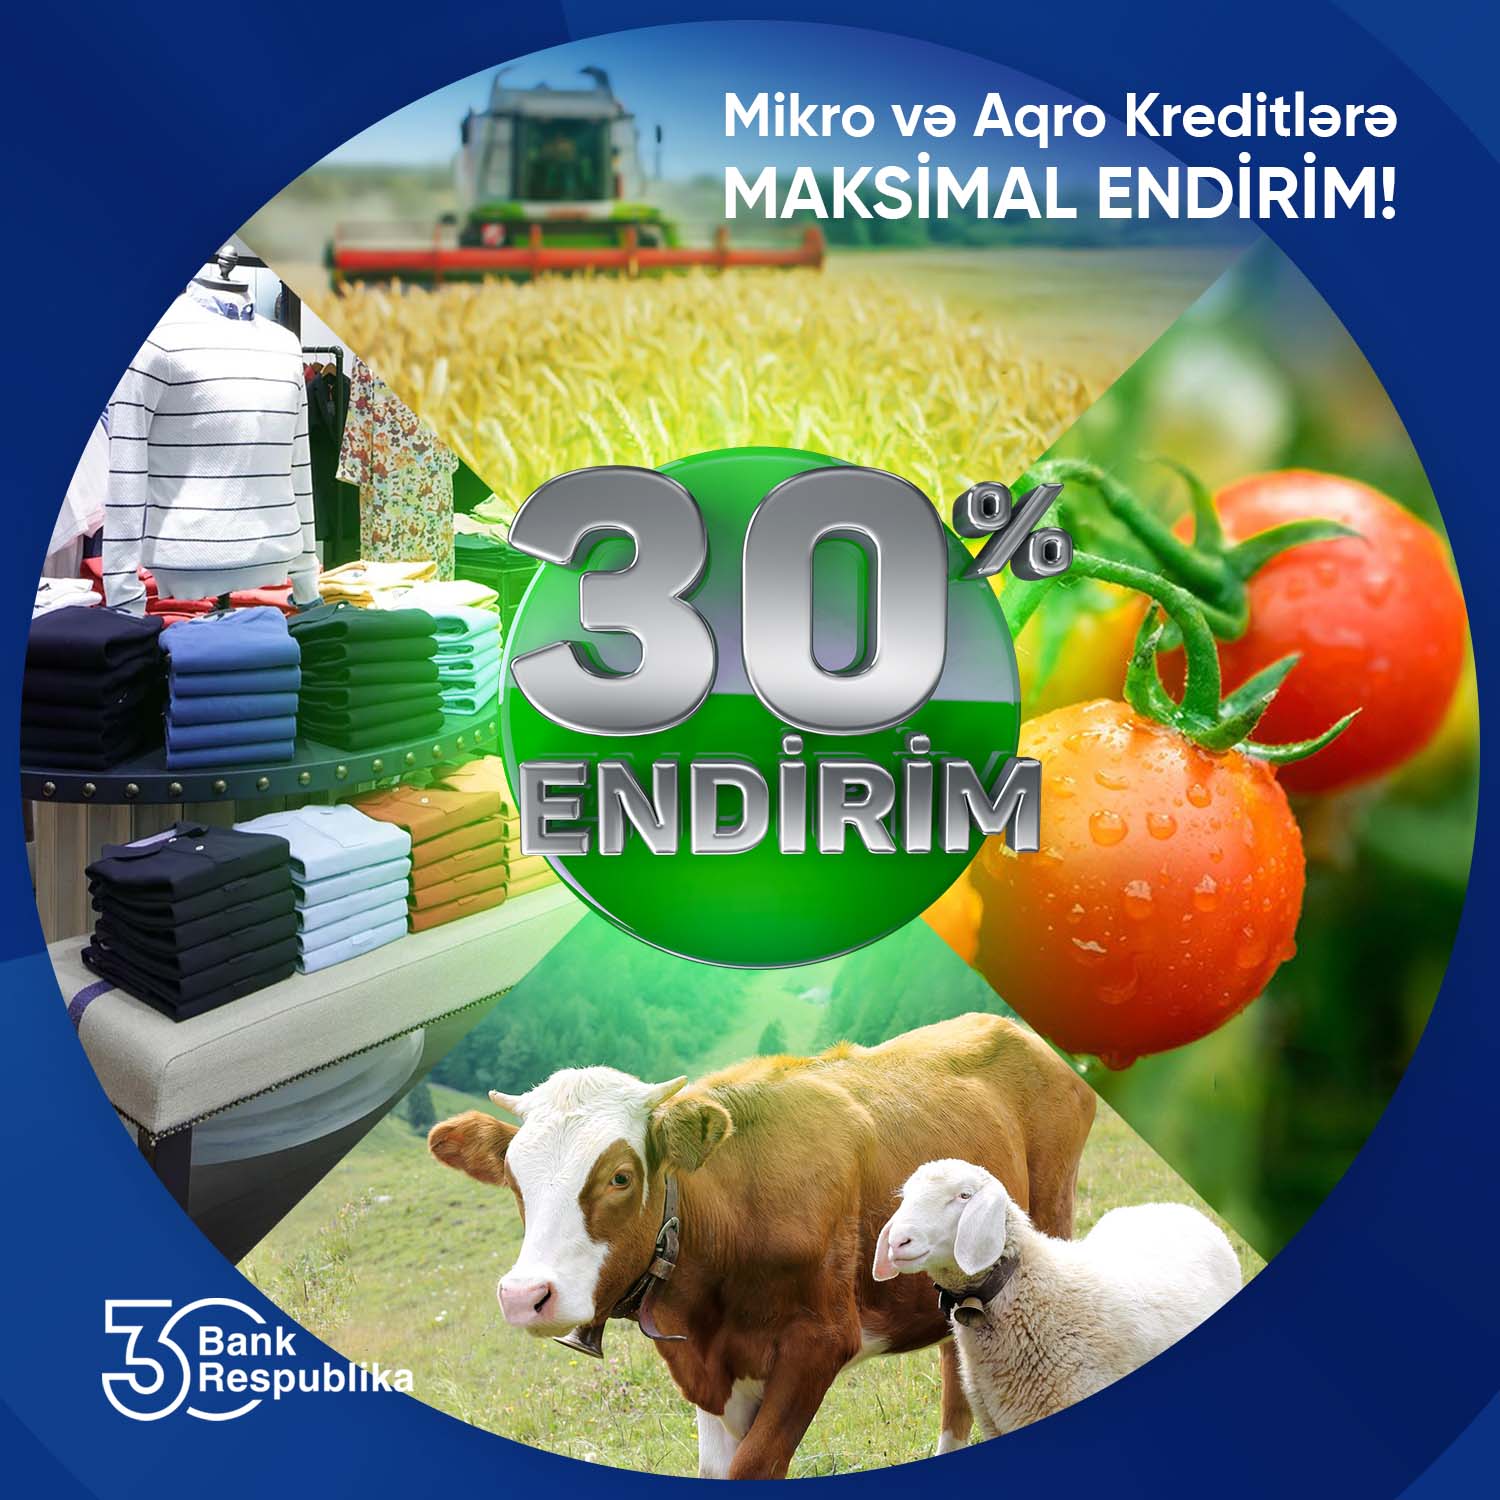 Mikro və Aqro Kreditlərə
MAKSİMAL ENDİRİM!
30%
ENDİRİM
30 Bank
Respublika